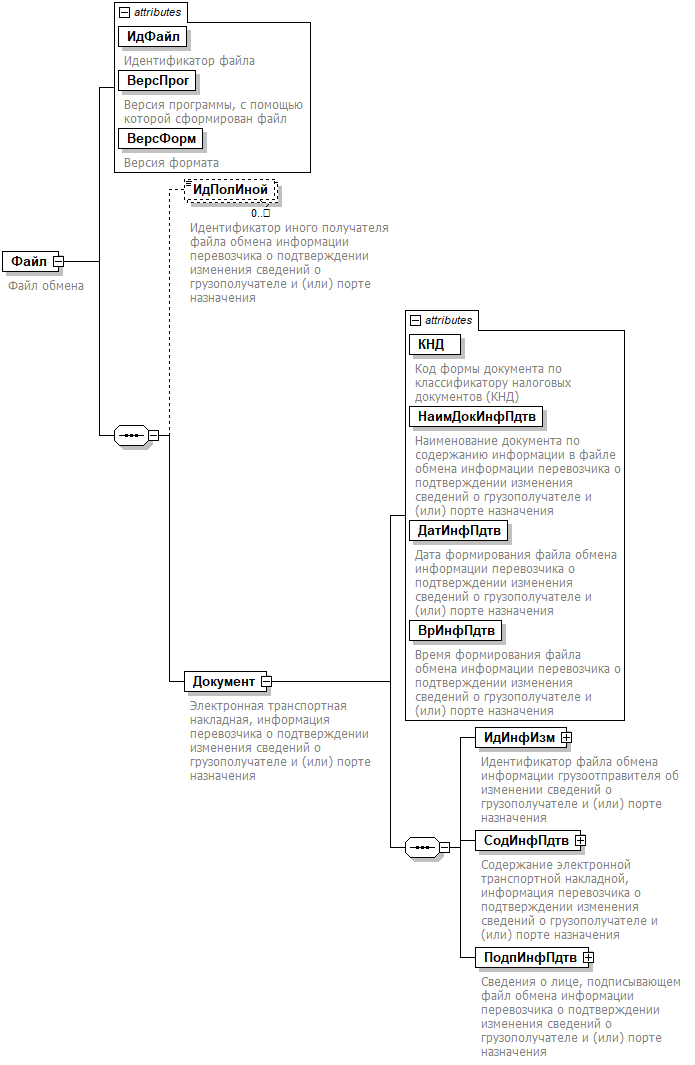 attributes
ИдФайл
Идентификатор файла
ВерсПрог
Версия программы, с помощью
которой сформирован файл
ВерсФорм
Версия формата
ИдПолИной
0..
Идентификатор иного получателя
файла обмена информации
перевозчика о подтверждении
изменения сведений о
грузополучателе и (или) порте
назначения
Файл
Файл обмена
attributes
КНД
Код формы документа по
классификатору налоговых
документов (КНД)
НаимДокИнфПдтв
Наименование документа по
содержанию информации в файле
обмена информации перевозчика о
подтверждении изменения
сведений о грузополучателе и
(или) порте назначения
ДатИнфПдтв
Дата формирования файла обмена
информации перевозчика о
подтверждении изменения
сведений о грузополучателе и
(или) порте назначения
ВрИнфПдтв
Время формирования файла
обмена информации перевозчика о
подтверждении изменения
сведений о грузополучателе и
(или) порте назначения
Документ
Электронная транспортная
накладная, информация
перевозчика о подтверждении
изменения сведений о
грузополучателе и (или) порте
назначения
ИдИнфИзм
Идентификатор файла обмена
информации грузоотправителя об
изменении сведений о
грузополучателе и (или) порте
назначения
СодИнфПдтв
Содержание электронной
транспортной накладной,
информация перевозчика о
подтверждении изменения
сведений о грузополучателе и
(или) порте назначения
ПодпИнфПдтв
Сведения о лице, подписывающем
файл обмена информации
перевозчика о подтверждении
изменения сведений о
грузополучателе и (или) порте
назначения